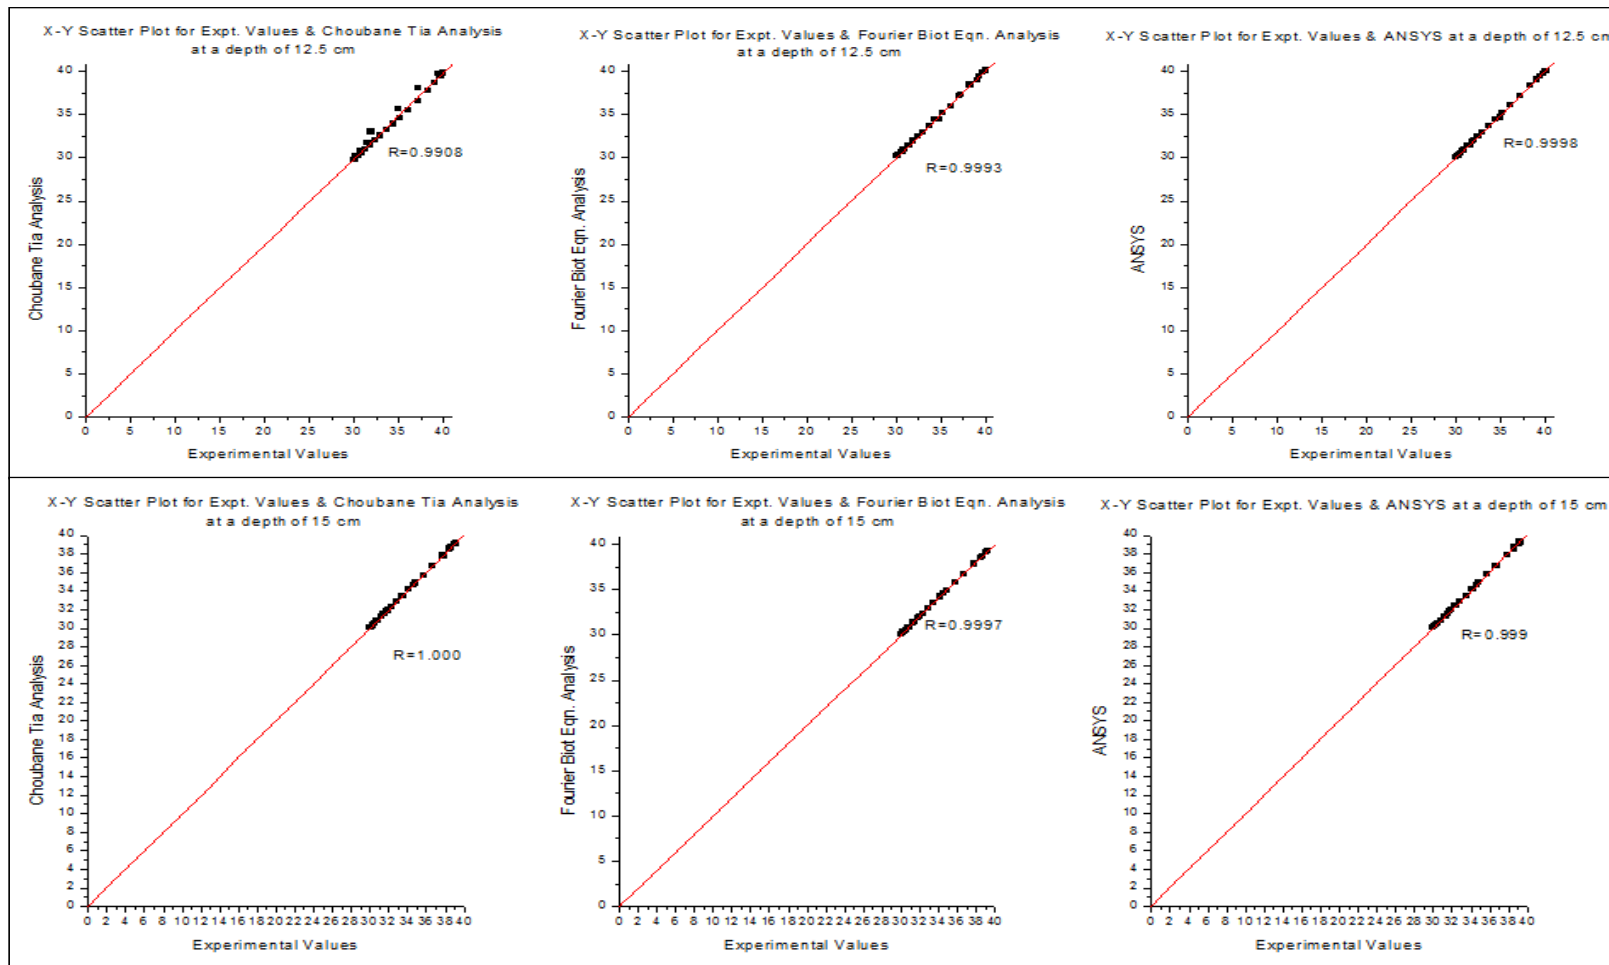 X-Y Scatter Plot for Expt. Values & Choubane Tia Analysis
at a depth of 12.5 cm
40
35
30
25
20
15
10
5
0
Choubane Tia Analysis
R=0.9908
0 5 10 15 20 25 30 35 40
Experimental Values
X-Y Scatter Plot for Expt. Values & Fourier Biot Eqn. Analysis
at a depth of 12.5 cm
40
35
30
25
20
15
10
5
0
Fourier Biot Eqn. Analysis
R=0.9993
0 5 10 15 20 25 30 35 40
Experimental Values
X-Y Scatter Plot for Expt. Values & ANSYS at a depth of 12.5 cm
40
35
30
25
20
15
10
5
0
ANSYS
R=0.9998
0 5 10 15 20 25 30 35 40
Experimental Values
X-Y Scatter Plot for Expt. Values & Choubane Tia Analysis
at a depth of 15 cm
40
38
36
34
32
30
28
26
24
22
20
18
16
14
12
10
8
6
4
2
0
Choubane Tia Analysis
R=1.000
0 2 4 6 8 10 12 14 16 18 20 22 24 26 28 30 32 34 36 38 40
Experimental Values
X-Y Scatter Plot for Expt. Values & Fourier Biot Eqn. Analysis
at a depth of 15 cm
40
35
30
25
20
15
10
5
0
Fourier Biot Eqn. Analysis
R=0.9997
0 2 4 6 8 10 12 14 16 18 20 22 24 26 28 30 32 34 36 38 40
Experimental Values
X-Y Scatter Plot for Expt. Values & ANSYS at a depth of 15 cm
40
38
36
34
32
30
28
26
24
22
20
18
16
14
12
10
8
6
4
2
0
ANSYS
R=0.999
0 2 4 6 8 10 12 14 16 18 20 22 24 26 28 30 32 34 36 38 40
Experimental Values